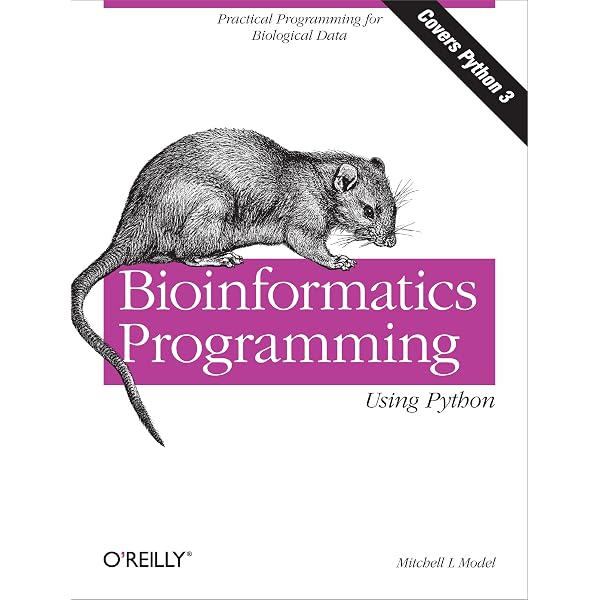 Practical Programming for
Biological Data
Covers Python 3
Bioinformatics
Programming
Using Python
O'REILLY®
Mitchell L Model